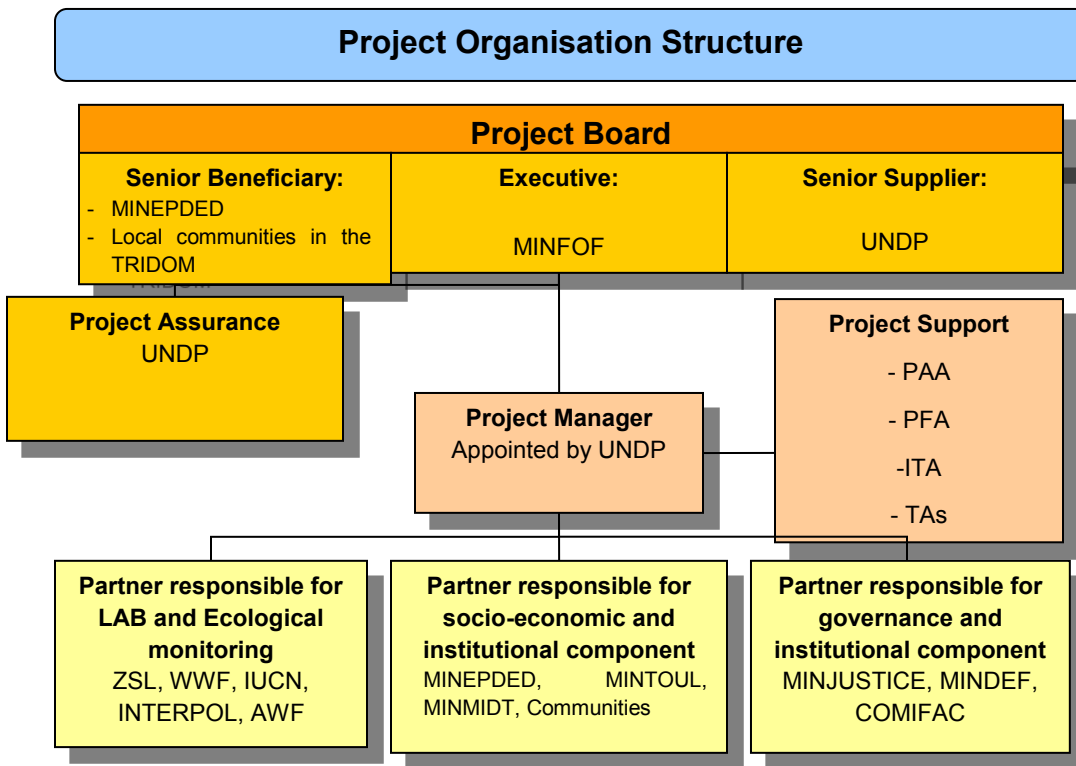 Project Organisation Structure
Project Board
Senior Beneficiary:
- MINEPDED
- Local communities in the
TRIDOM
Executive:
MINFOF
Senior Supplier:
UNDP
Project Assurance
UNDP
Project Support
- PAA
- PFA
-ITA
- TAs
Project Manager
Appointed by UNDP
Partner responsible for
LAB and Ecological
monitoring
ZSL, WWF, IUCN,
INTERPOL, AWF
Partner responsible for
socio-economic and
institutional component
MINEPDED, MINTOUL,
MINMIDT, Communities
Partner responsible for
governance and
institutional component
MINJUSTICE, MINDEF,
COMIFAC